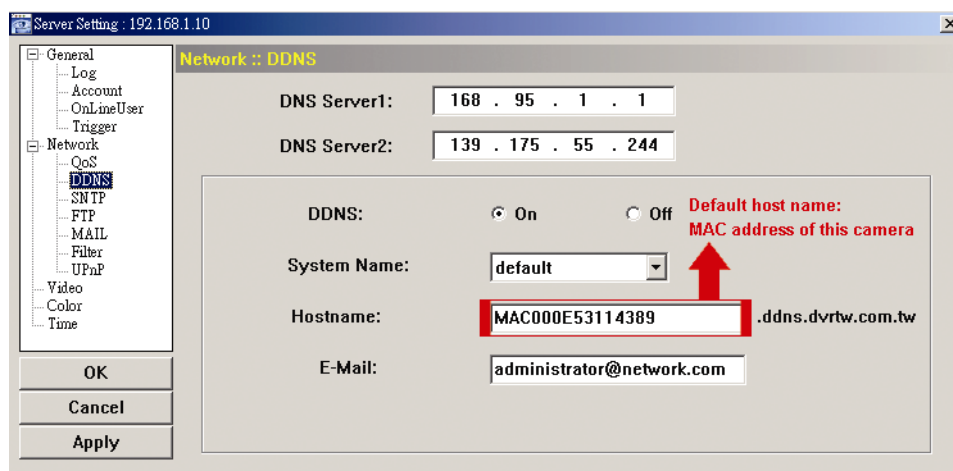 Server Setting : 192.168.1.10
General
Log
Account
OnLineUser
Trigger
Network
QoS
DDNS
SNTP
FTP
MAIL
Filter
UPnP
Video
Color
Time
OK
Cancel
Apply
Network :: DDNS
DNS Server1: 168 . 95 . 1 . 1
DNS Server2: 139 . 175 . 55 . 244
DDNS: On Off
Default host name:
MAC address of this camera
System Name: default
Hostname: MAC000E53114389 .ddns.dvrtw.com.tw
E-Mail: administrator@network.com